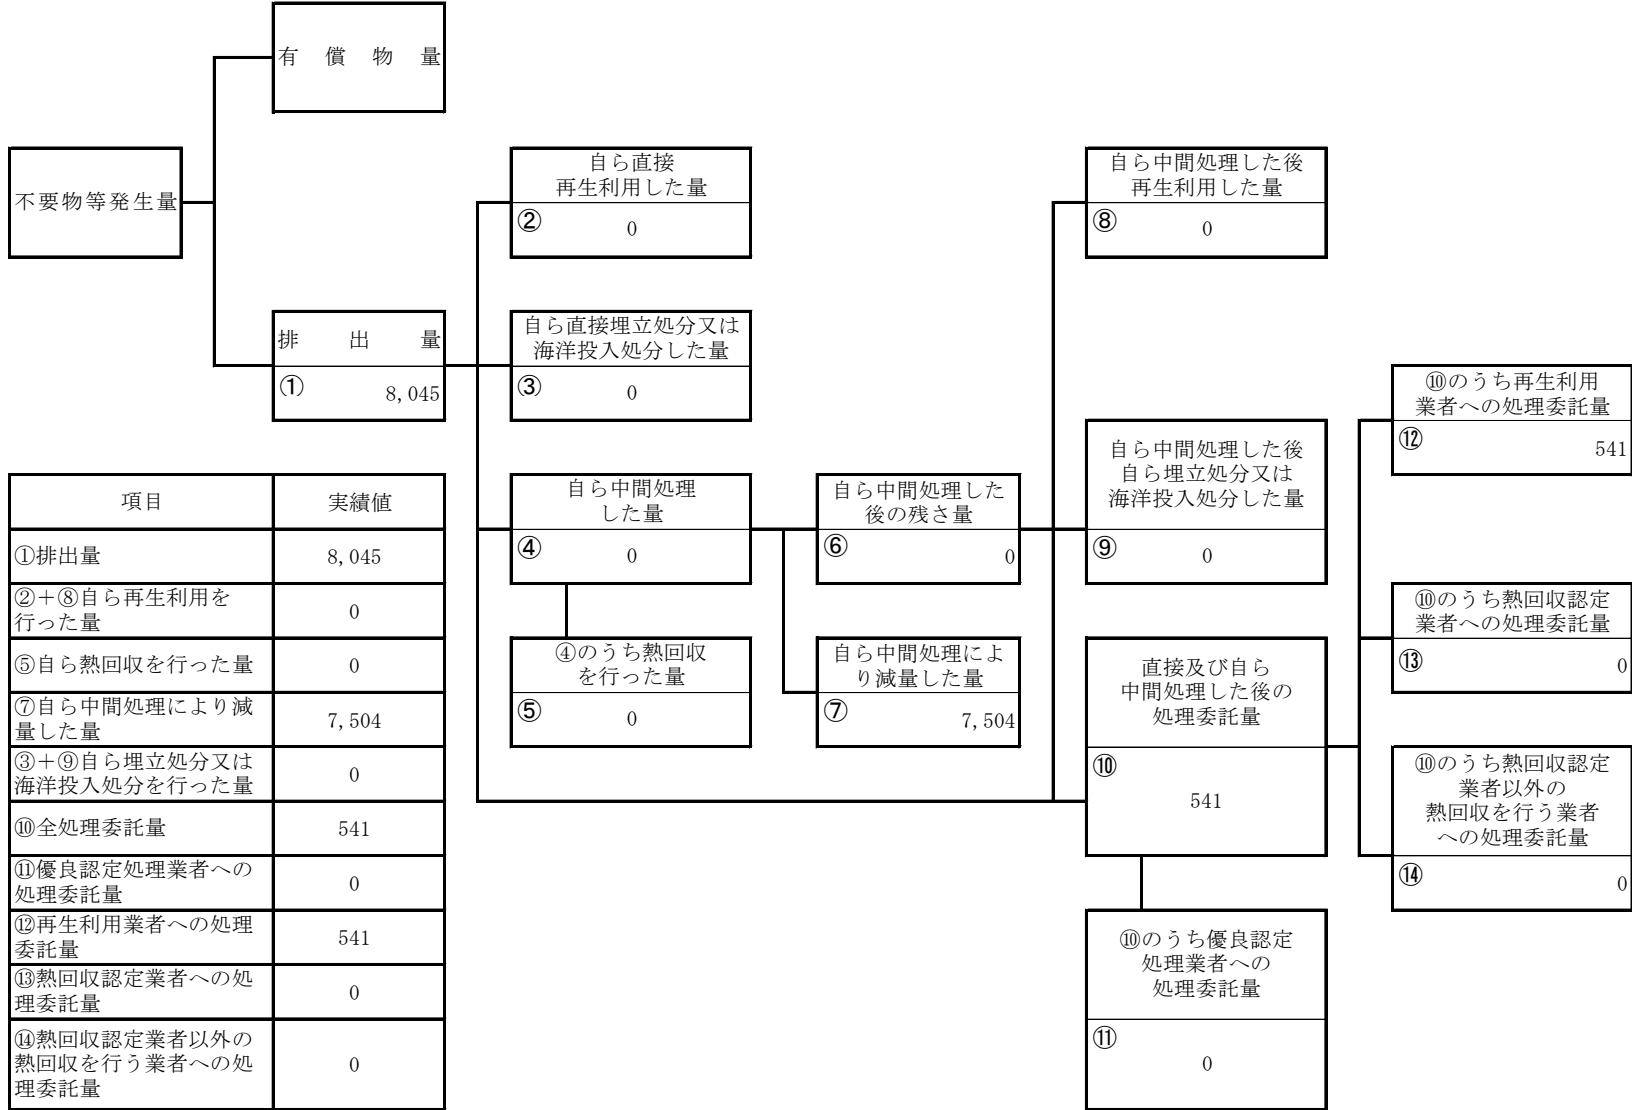 有償物量
不要物等発生量
排出量
① 8,045
自ら直接
再生利用した量
② 0
自ら直接埋立処分又は
海洋投入処分した量
③ 0
自ら中間処理
した量
④ 0
④のうち熱回収
を行った量
⑤ 0
自ら中間処理した
後の残さ量
⑥ 0
自ら中間処理によ
り減量した量
⑦ 7,504
自ら中間処理した後
再生利用した量
⑧ 0
自ら中間処理した後
自ら埋立処分又は
海洋投入処分した量
⑨ 0
直接及び自ら
中間処理した後の
処理委託量
⑩
541
⑩のうち優良認定
処理業者への
処理委託量
⑪
0
⑩のうち再生利用
業者への処理委託量
⑫ 541
⑩のうち熱回収認定
業者への処理委託量
⑬ 0
⑩のうち熱回収認定
業者以外の
熱回収を行う業者
への処理委託量
⑭ 0
項目 実績値
①排出量 8,045
②＋⑧自ら再生利用を
行った量 0
⑤自ら熱回収を行った量 0
⑦自ら中間処理により減
量した量 7,504
③＋⑨自ら埋立処分又は
海洋投入処分を行った量 0
⑩全処理委託量 541
⑪優良認定処理業者への
処理委託量 0
⑫再生利用業者への処理
委託量 541
⑬熱回収認定業者への処
理委託量 0
⑭熱回収認定業者以外の
熱回収を行う業者への処 0
理委託量